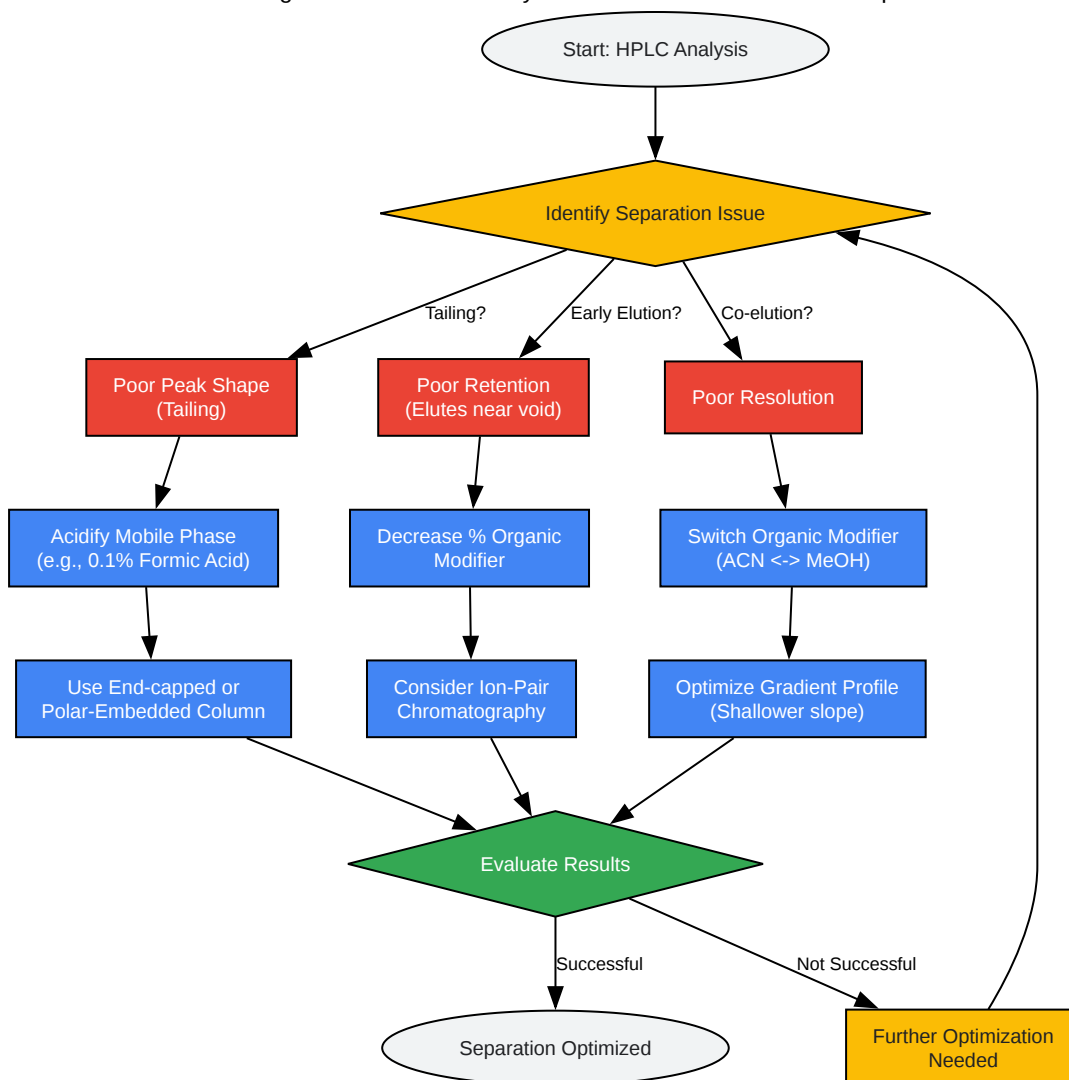 Start: HPLC Analysis
Identify Separation Issue
Tailing?
Early Elution?
Co-elution?
Poor Peak Shape
(Tailing)
Poor Retention
(Elutes near void)
Poor Resolution
Acidify Mobile Phase
(e.g., 0.1% Formic Acid)
Decrease % Organic
Modifier
Switch Organic Modifier
(ACN <-> MeOH)
Use End-capped or
Polar-Embedded Column
Consider Ion-Pair
Chromatography
Optimize Gradient Profile
(Shallower slope)
Evaluate Results
Successful
Not Successful
Separation Optimized
Further Optimization
Needed